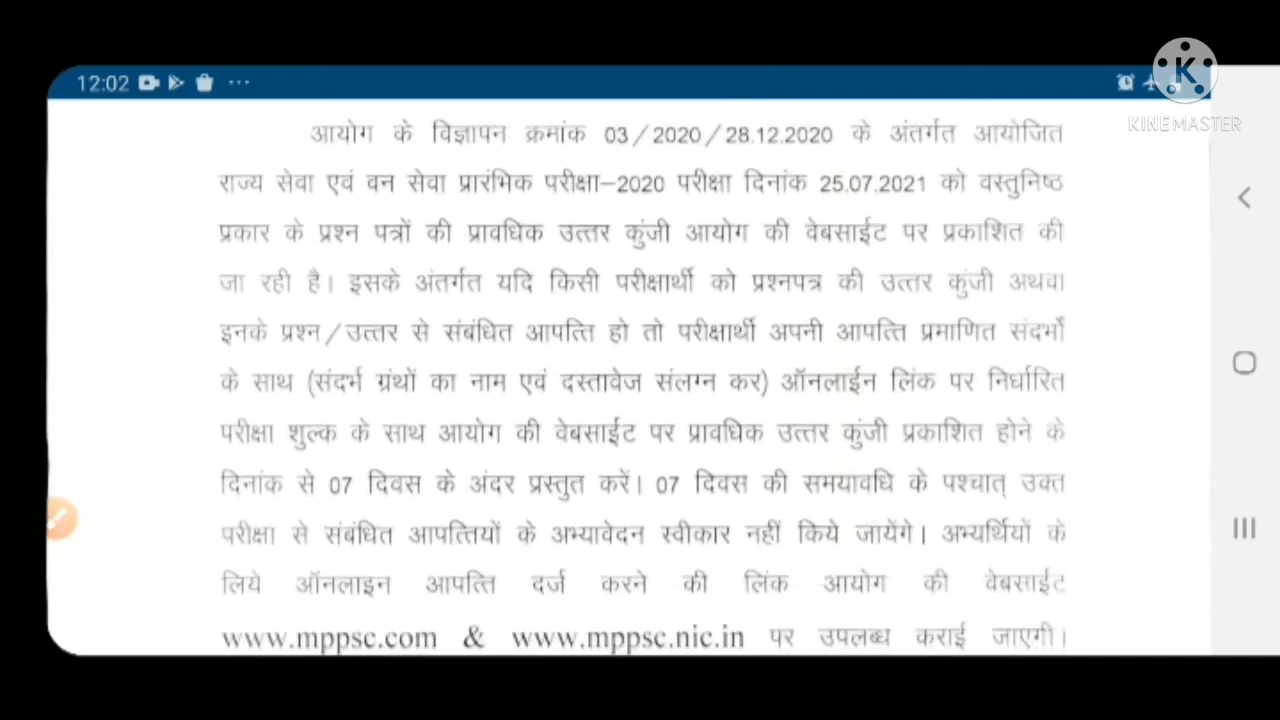 12:02 ...
K
KINEMASTER
आयोग के विज्ञापन क्रमांक 03/2020/28.12.2020 के अंतर्गत आयोजित
राज्य सेवा एवं वन सेवा प्रारंभिक परीक्षा–2020 परीक्षा दिनांक 25.07.2021 को वस्तुनिष्ठ
प्रकार के प्रश्न पत्रों की प्रावधिक उत्तर कुंजी आयोग की वेबसाईट पर प्रकाशित की
जा रही है। इसके अंतर्गत यदि किसी परीक्षार्थी को प्रश्नपत्र की उत्तर कुंजी अथवा
इनके प्रश्न/उत्तर से संबंधित आपत्ति हो तो परीक्षार्थी अपनी आपत्ति प्रमाणित संदर्भों
के साथ (संदर्भ ग्रंथों का नाम एवं दस्तावेज संलग्न कर) ऑनलाईन लिंक पर निर्धारित
परीक्षा शुल्क के साथ आयोग की वेबसाईट पर प्रावधिक उत्तर कुंजी प्रकाशित होने के
दिनांक से 07 दिवस के अंदर प्रस्तुत करें। 07 दिवस की समयावधि के पश्चात् उक्त
परीक्षा से संबंधित आपत्तियों के अभ्यावेदन स्वीकार नहीं किये जायेंगे। अभ्यर्थियों के
लिये ऑनलाइन आपत्ति दर्ज करने की लिंक आयोग की वेबसाईट
www.mppsc.com & www.mppsc.nic.in पर उपलब्ध कराई जाएगी।